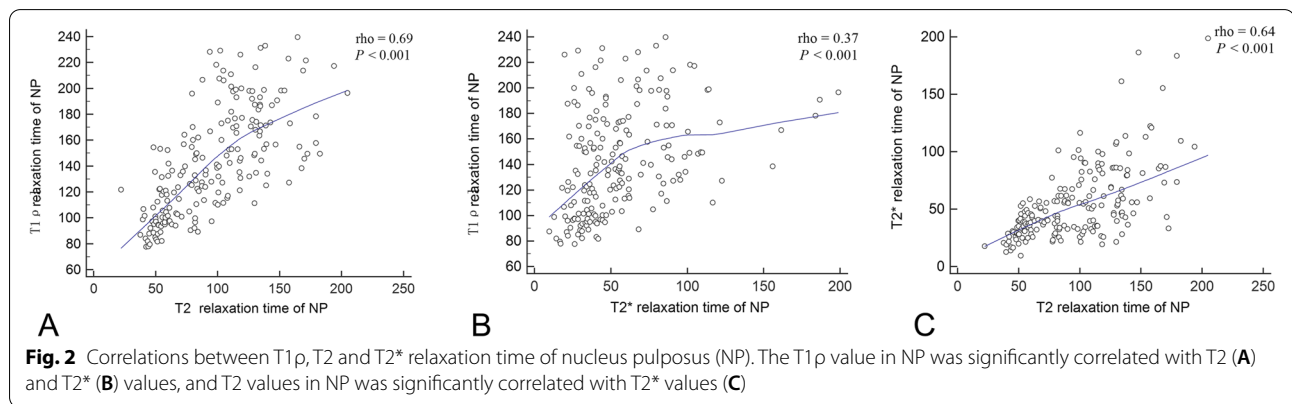 rho = 0.69
P < 0.001
T1 ρ relaxation time of NP
240
220
200
180
160
140
120
100
80
60
0 50 100 150 200 250
T2 relaxation time of NP
A
rho = 0.37
P < 0.001
T1 ρ relaxation time of NP
240
220
200
180
160
140
120
100
80
60
0 50 100 150 200
T2* relaxation time of NP
B
rho = 0.64
P < 0.001
T2* relaxation time of NP
200
150
100
50
0
0 50 100 150 200 250
T2 relaxation time of NP
C
Fig. 2 Correlations between T1ρ, T2 and T2* relaxation time of nucleus pulposus (NP). The T1ρ value in NP was significantly correlated with T2 (A)
and T2* (B) values, and T2 values in NP was significantly correlated with T2* values (C)